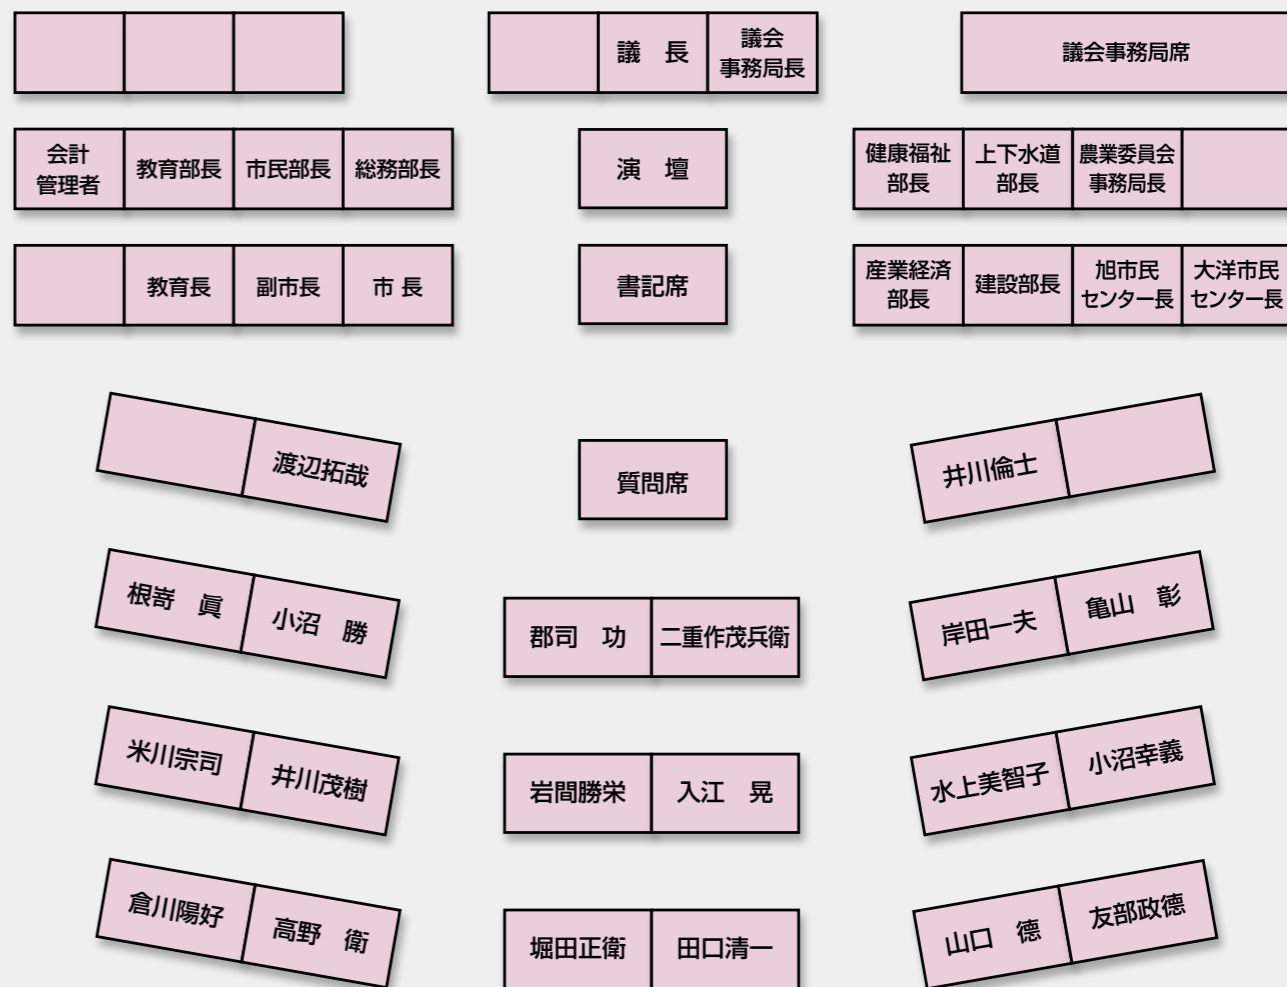 議　長
議会
事務局長
議会事務局席
会計
管理者
教育部長
市民部長
総務部長
演　壇
健康福祉
部長
上下水道
部長
農業委員会
事務局長
教育長
副市長
市 長
書記席
産業経済
部長
建設部長
旭市民
センター長
大洋市民
センター長
渡辺拓哉
質問席
井川倫士
根嵜　眞
小沼　勝
郡司　功
二重作茂兵衛
岸田一夫
亀山　彰
米川宗司
井川茂樹
岩間勝栄
入江　晃
水上美智子
小沼幸義
倉川陽好
高野　衛
堀田正衛
田口清一
山口　德
友部政德